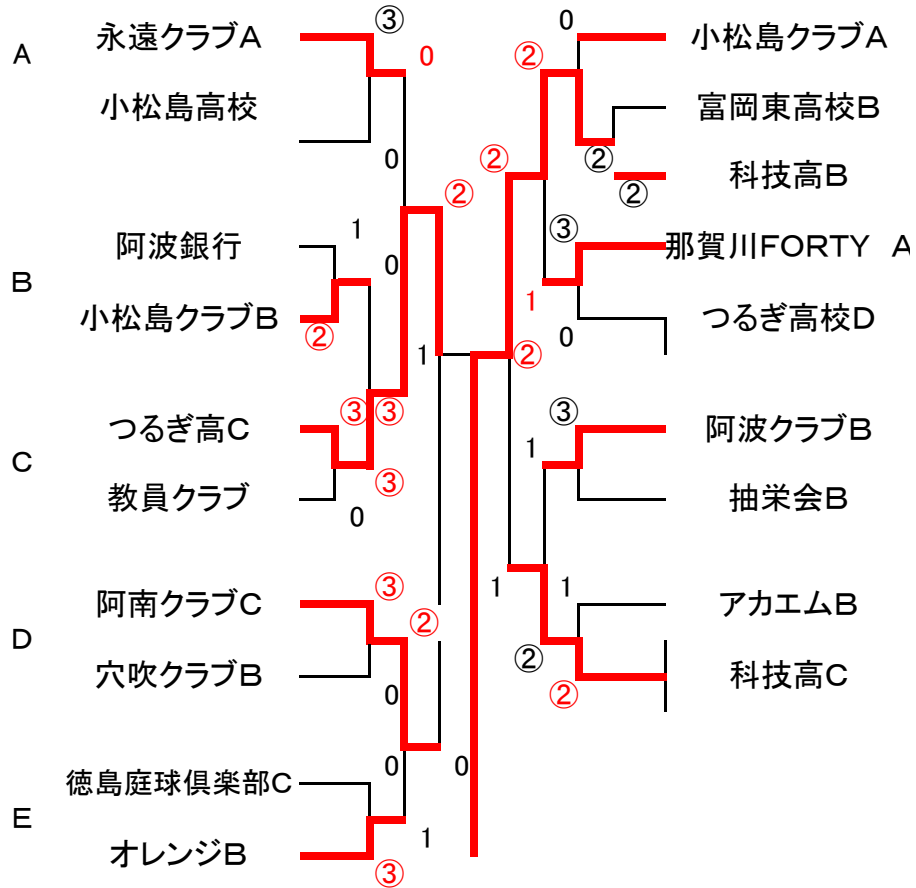 A
永遠クラブA
小松島高校
③
0
0
B
阿波銀行
小松島クラブB
②
1
0
②
C
つるぎ高C
教員クラブ
③
③
③
0
1
D
阿南クラブC
穴吹クラブB
③
②
0
E
徳島庭球倶楽部C
オレンジB
0
1
③
0
0
②
小松島クラブA
富岡東高校B
②
科技高B
②
②
③
那賀川FORTY A
1
つるぎ高校D
0
②
③
阿波クラブB
1
抽栄会B
1
1
アカエムB
②
科技高C
②